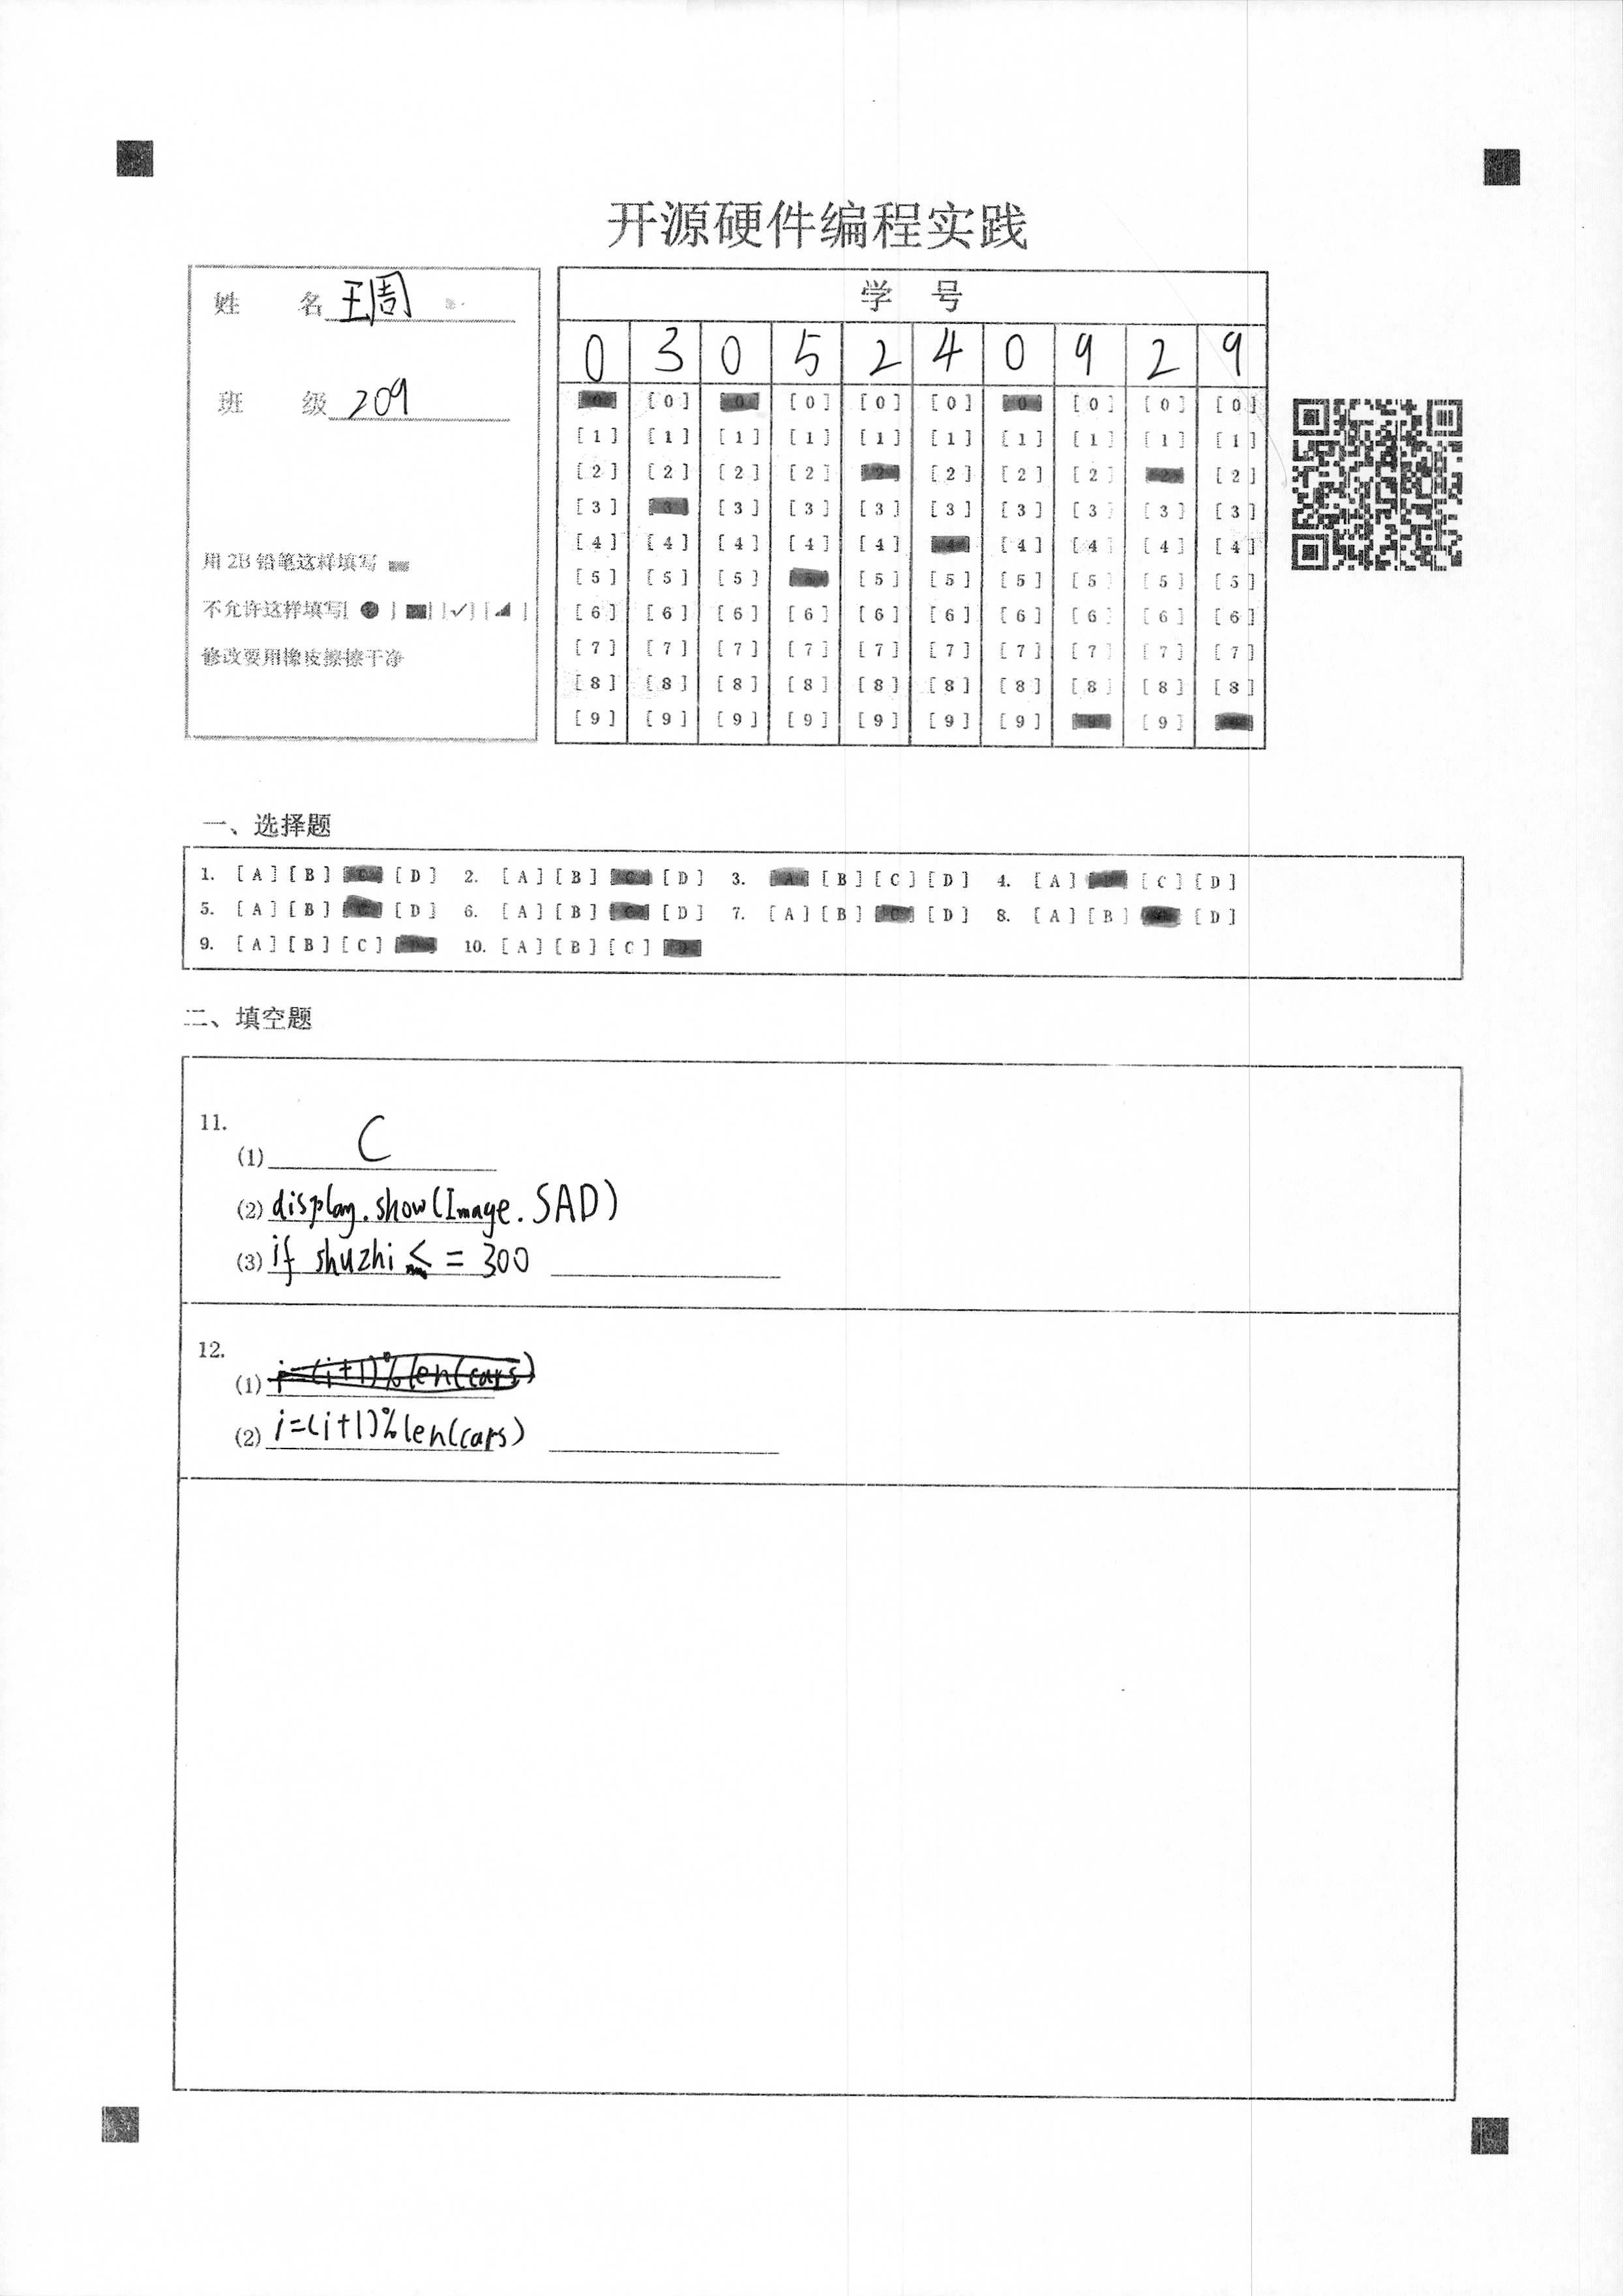 开源硬件编程实践
姓 名 王周
班 级 209
用 2B 铅笔这样填写
不允许这样填写[ ● ] [■] [✓] [◢ ]
修改要用橡皮擦擦干净
学 号
0 3 0 5 2 4 0 9 2 9
[0] [0] [0] [0] [0] [0] [0] [0] [0] [0]
[1] [1] [1] [1] [1] [1] [1] [1] [1] [1]
[2] [2] [2] [2] [2] [2] [2] [2] [2] [2]
[3] [3] [3] [3] [3] [3] [3] [3] [3] [3]
[4] [4] [4] [4] [4] [4] [4] [4] [4] [4]
[5] [5] [5] [5] [5] [5] [5] [5] [5] [5]
[6] [6] [6] [6] [6] [6] [6] [6] [6] [6]
[7] [7] [7] [7] [7] [7] [7] [7] [7] [7]
[8] [8] [8] [8] [8] [8] [8] [8] [8] [8]
[9] [9] [9] [9] [9] [9] [9] [9] [9] [9]
一、选择题
1. [A] [B] [C] [D] 2. [A] [B] [C] [D] 3. [A] [B] [C] [D] 4. [A] [B] [C] [D]
5. [A] [B] [C] [D] 6. [A] [B] [C] [D] 7. [A] [B] [C] [D] 8. [A] [B] [C] [D]
9. [A] [B] [C] [D] 10. [A] [B] [C] [D]
二、填空题
11.
(1) C
(2) display.show(Image.SAD)
(3) if shuzhi <= 300
12.
(1) i=(i+1)%len(cars)
(2) i=(i+1)%len(cars)